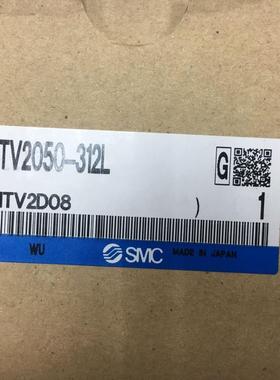 TV2050-312L
G
ITV2D08 ) 1
WU SMC MADE IN JAPAN